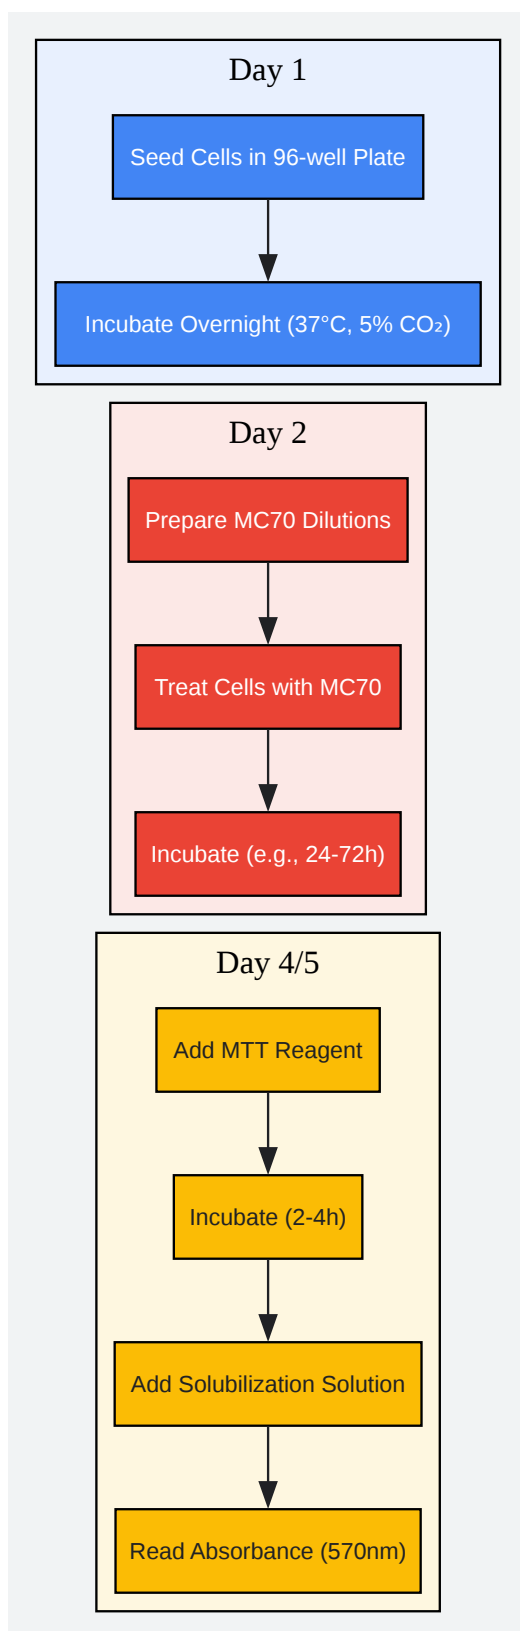 Day 1
Seed Cells in 96-well Plate
Incubate Overnight (37°C, 5% CO₂)
Day 2
Prepare MC70 Dilutions
Treat Cells with MC70
Incubate (e.g., 24-72h)
Day 4/5
Add MTT Reagent
Incubate (2-4h)
Add Solubilization Solution
Read Absorbance (570nm)